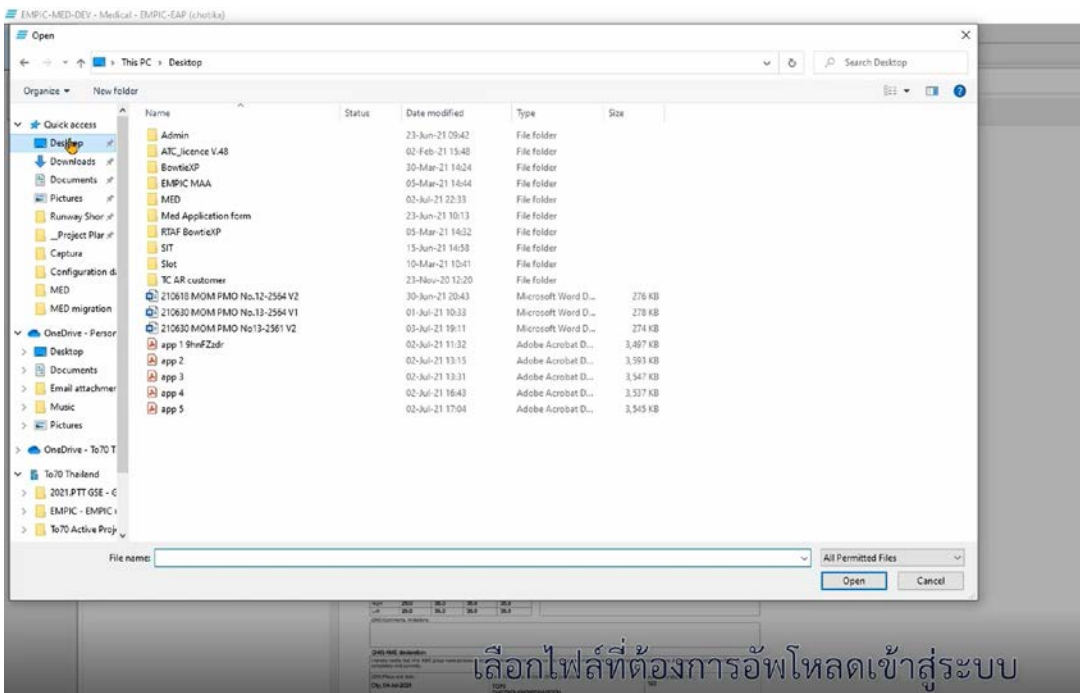 EMPIC-MED-DEV - Medical - EMPIC-EAP (chotika)
Open
This PC > Desktop
Search Desktop
Organize
New folder
Name Status Date modified Type Size
Quick access
Desktop
Downloads
Documents
Pictures
Runway Shor
_Project Plar
Captura
Configuration d
MED
MED migration
OneDrive - Person
Desktop
Documents
Email attachmer
Music
Pictures
OneDrive - To70 T
To70 Thailand
2021.PTT GSE - G
EMPIC - EMPIC
To70 Active Proj
Admin 23-Jun-21 09:42 File folder
ATC_licence V.48 02-Feb-21 15:48 File folder
BowtieXP 30-Mar-21 14:24 File folder
EMPIC MAA 05-Mar-21 14:44 File folder
MED 02-Jul-21 22:33 File folder
Med Application form 23-Jun-21 10:13 File folder
RTAF BowtieXP 05-Mar-21 14:32 File folder
SIT 15-Jun-21 14:58 File folder
Slot 10-Mar-21 10:41 File folder
TC AR customer 23-Nov-20 12:20 File folder
210618 MOM PMO No.12-2564 V2 30-Jun-21 20:43 Microsoft Word D... 276 KB
210630 MOM PMO No.13-2564 V1 01-Jul-21 10:33 Microsoft Word D... 278 KB
210630 MOM PMO No13-2561 V2 03-Jul-21 19:11 Microsoft Word D... 274 KB
app 1 9hnFZzdr 02-Jul-21 11:32 Adobe Acrobat D... 3,497 KB
app 2 02-Jul-21 13:15 Adobe Acrobat D... 3,593 KB
app 3 02-Jul-21 13:31 Adobe Acrobat D... 3,547 KB
app 4 02-Jul-21 16:43 Adobe Acrobat D... 3,537 KB
app 5 02-Jul-21 17:04 Adobe Acrobat D... 3,545 KB
File name:
All Permitted Files
Open Cancel
เลือกไฟล์ที่ต้องการอัพโหลดเข้าสู่ระบบ